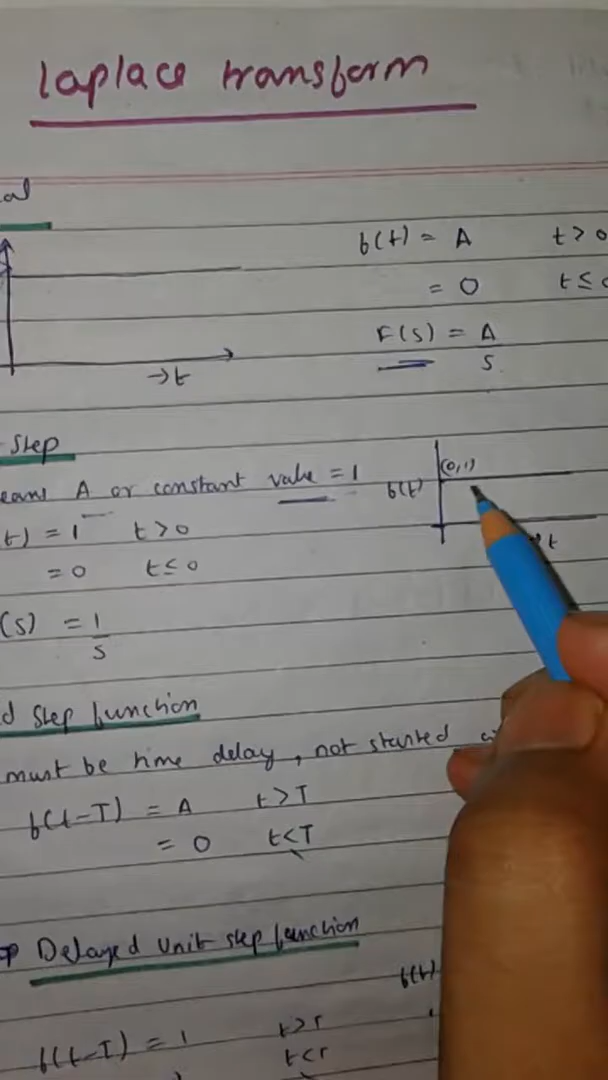 laplace transform
f(t) = A t > 0
= 0 t ≤
F(s) = A
s
Step
A or constant value = 1
f(t)
(0,1)
t) = 1 t > 0
= 0 t ≤ 0
t
(s) = 1
s
d Step function
must be time delay, not started
f(t-T) = A t > T
= 0 t < T
Delayed Unit step function
f(t)
f(t-T) = 1 t > T
t < T
→ t